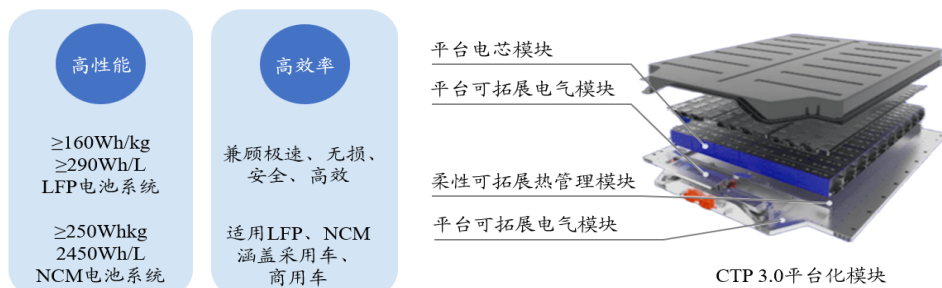 高性能
≥160Wh/kg
≥290Wh/L
LFP电池系统
≥250Whkg
2450Wh/L
NCM电池系统
高效率
兼顾极速、无损、
安全、高效
适用LFP、NCM
涵盖采用车、
商用车
平台电芯模块
平台可拓展电气模块
柔性可拓展热管理模块
平台可拓展电气模块
CTP 3.0平台化模块